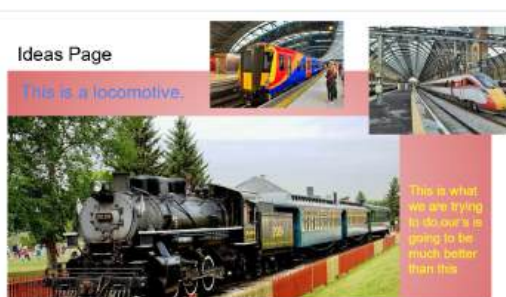 Ideas Page
This is a locomotive.
This is what
we are trying
to do,our's is
going to be
much better
than this